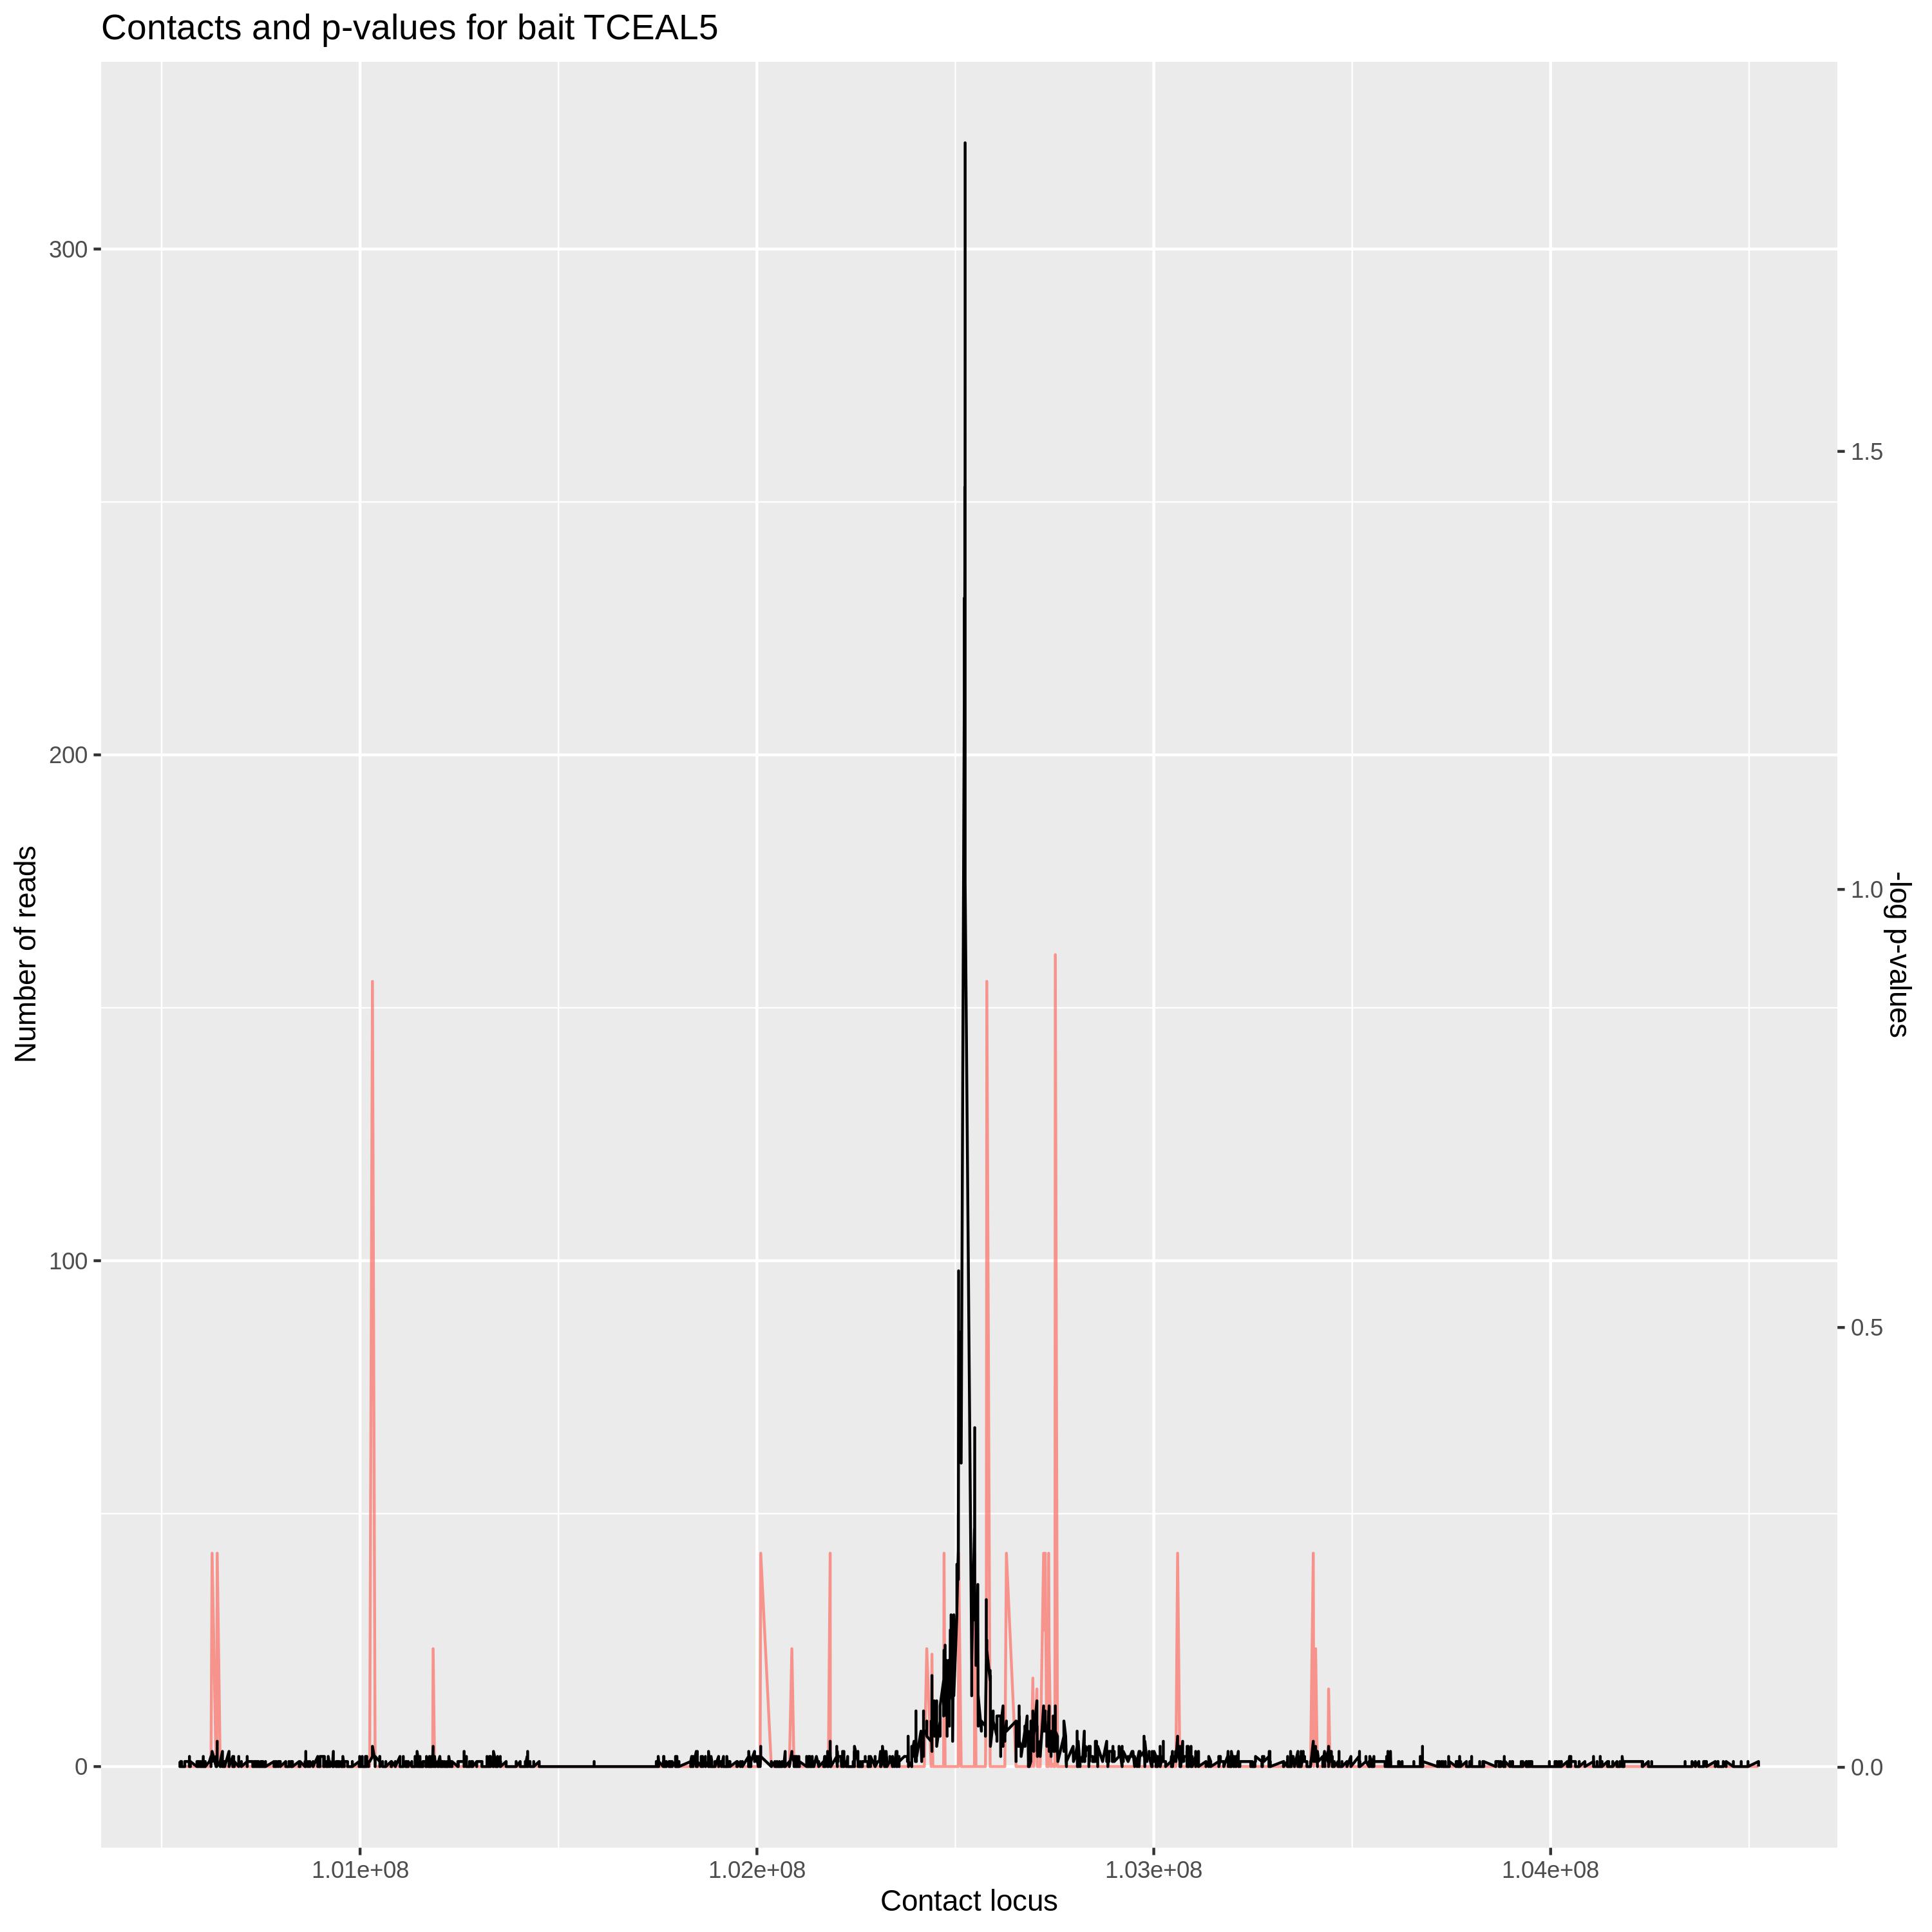 Contacts and p-values for bait TCEAL5
Number of reads
300
200
100
0
1.5
1.0
0.5
0.0
-log p-values
1.01e+08
1.02e+08
1.03e+08
1.04e+08
Contact locus